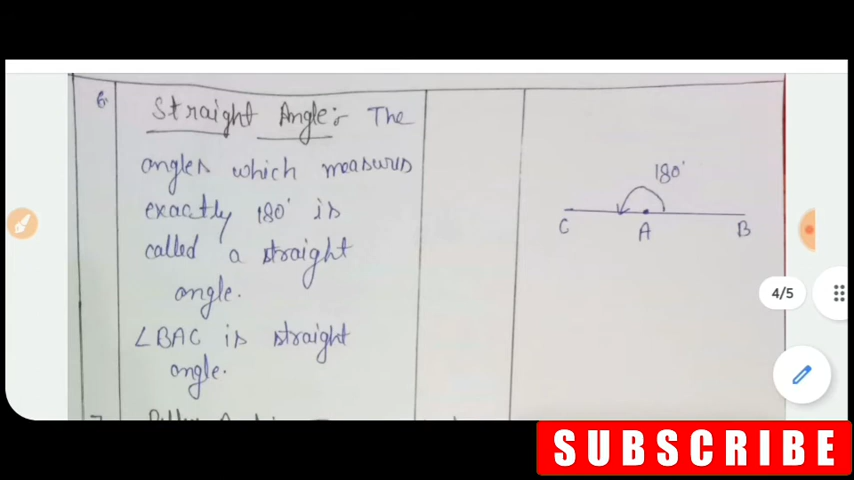 6.
Straight Angle:- The
angles which measures
exactly 180° is
called a straight
angle.
∠BAC is straight
angle.
180°
C A B
4/5
7.
SUBSCRIBE